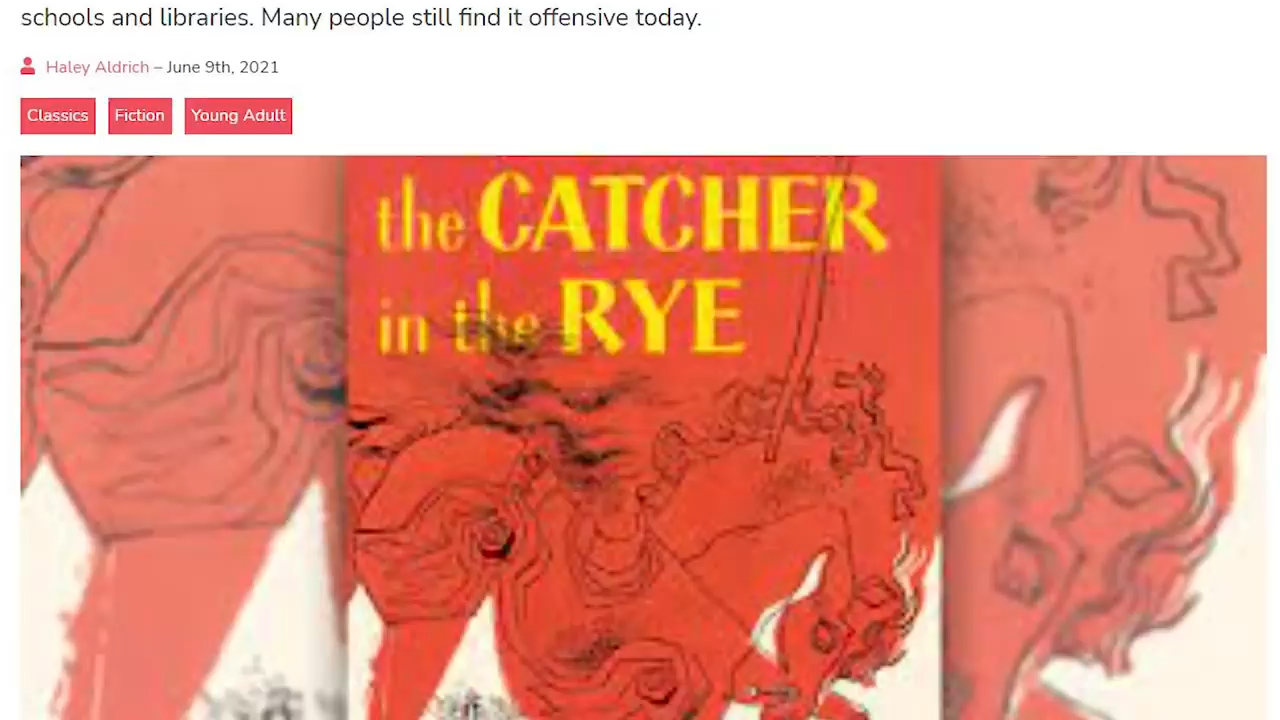 schools and libraries. Many people still find it offensive today.
Haley Aldrich – June 9th, 2021
Classics Fiction Young Adult
the CATCHER
in the RYE